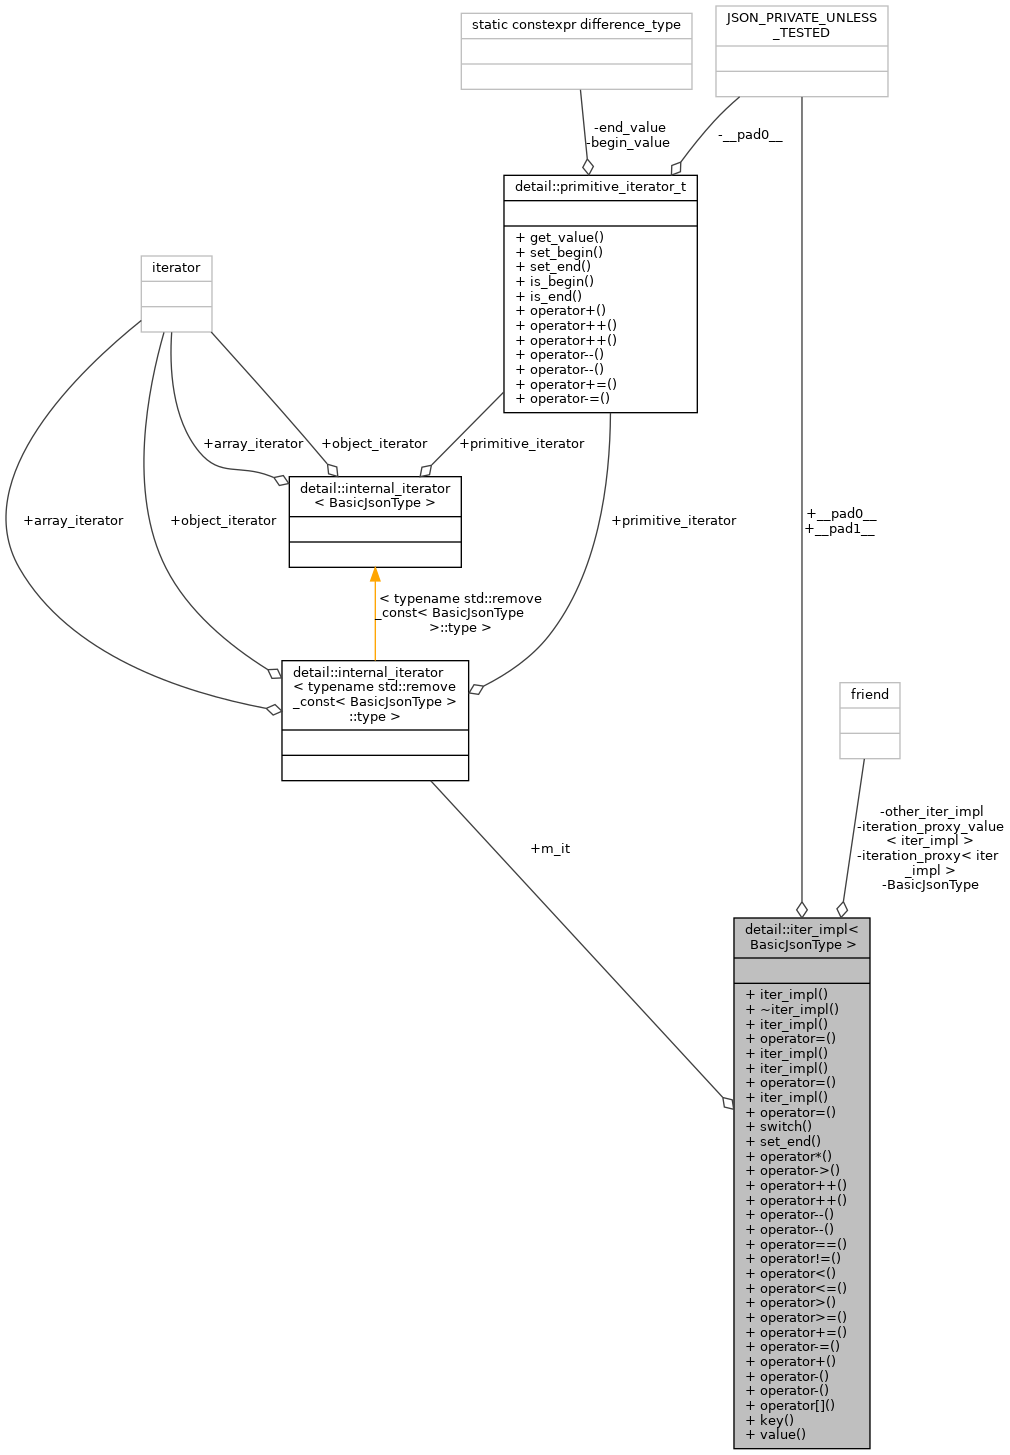 static constexpr difference_type
JSON_PRIVATE_UNLESS
_TESTED
-end_value
-begin_value
-__pad0__
detail::primitive_iterator_t
+ get_value()
+ set_begin()
+ set_end()
+ is_begin()
+ is_end()
+ operator+()
+ operator++()
+ operator++()
+ operator--()
+ operator--()
+ operator+=()
+ operator-=()
iterator
+array_iterator
+object_iterator
+primitive_iterator
detail::internal_iterator
< BasicJsonType >
+array_iterator
+object_iterator
+primitive_iterator
+__pad0__
+__pad1__
< typename std::remove
_const< BasicJsonType
>::type >
detail::internal_iterator
< typename std::remove
_const< BasicJsonType >
::type >
friend
+m_it
-other_iter_impl
-iteration_proxy_value
< iter_impl >
-iteration_proxy< iter
_impl >
-BasicJsonType
detail::iter_impl<
BasicJsonType >
+ iter_impl()
+ ~iter_impl()
+ iter_impl()
+ operator=()
+ iter_impl()
+ iter_impl()
+ operator=()
+ iter_impl()
+ operator=()
+ switch()
+ set_end()
+ operator*()
+ operator->()
+ operator++()
+ operator++()
+ operator--()
+ operator--()
+ operator==()
+ operator!=()
+ operator<()
+ operator<=()
+ operator>()
+ operator>=()
+ operator+=()
+ operator-=()
+ operator+()
+ operator-()
+ operator-()
+ operator[]()
+ key()
+ value()